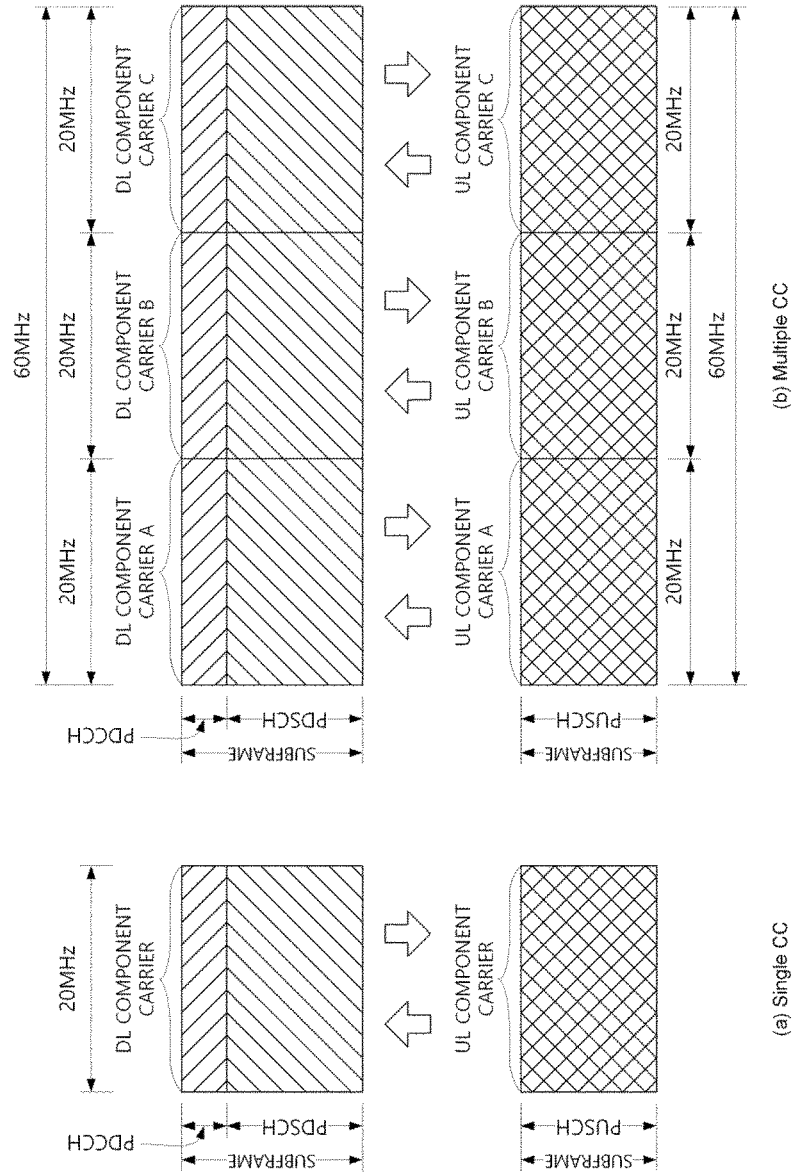 20MHz
DL COMPONENT
CARRIER
PDCCH
PDSCH
SUBFRAME
UL COMPONENT
CARRIER
PUSCH
SUBFRAME
(a) Single CC
60MHz
20MHz
20MHz
20MHz
DL COMPONENT
CARRIER A
DL COMPONENT
CARRIER B
DL COMPONENT
CARRIER C
PDCCH
PDSCH
SUBFRAME
UL COMPONENT
CARRIER A
UL COMPONENT
CARRIER B
UL COMPONENT
CARRIER C
PUSCH
SUBFRAME
20MHz
20MHz
20MHz
60MHz
(b) Multiple CC